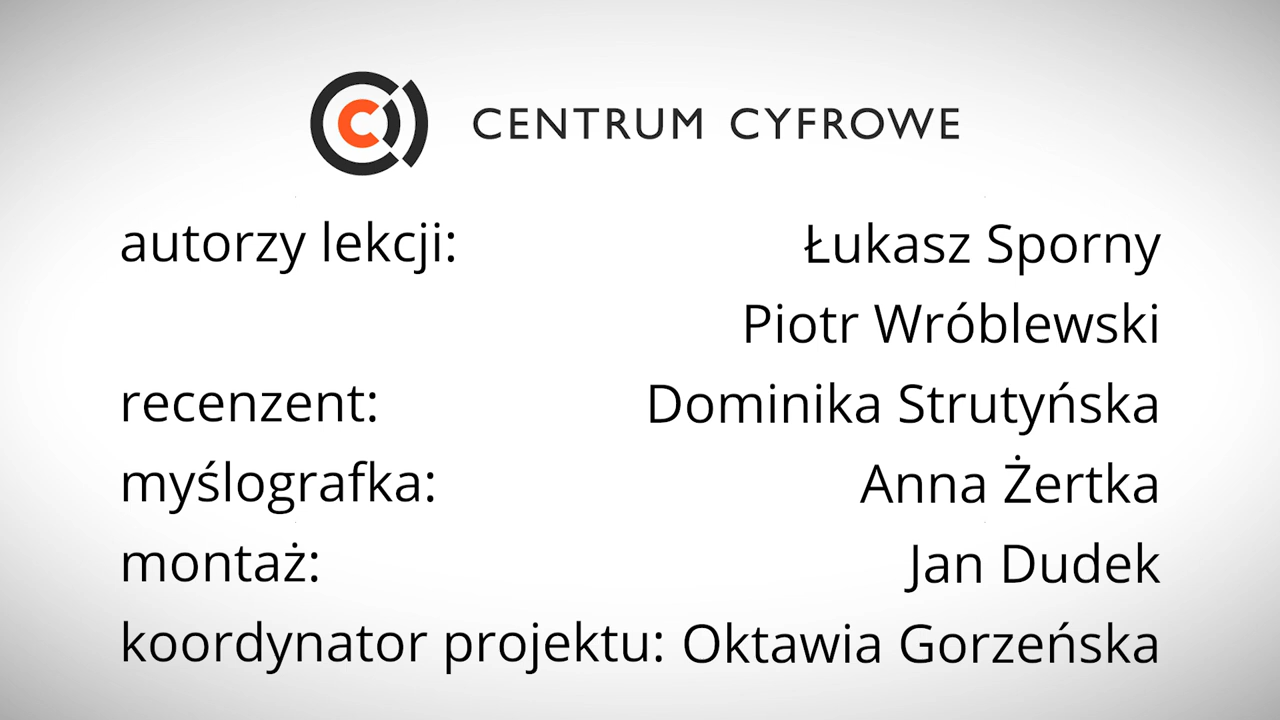 CENTRUM CYFROWE
autorzy lekcji: Łukasz Sporny
Piotr Wróblewski
recenzent: Dominika Strutyńska
myślografka: Anna Żertka
montaż: Jan Dudek
koordynator projektu: Oktawia Gorzeńska